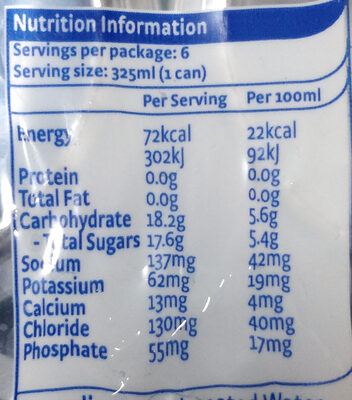 Nutrition Information
Servings per package: 6
Serving size: 325ml (1 can)
Per Serving Per 100ml
Energy 72kcal 22kcal
302kJ 92kJ
Protein 0.0g 0.0g
Total Fat 0.0g 0.0g
Carbohydrate 18.2g 5.6g
-Total Sugars 17.6g 5.4g
Sodium 137mg 42mg
Potassium 62mg 19mg
Calcium 13mg 4mg
Chloride 130mg 40mg
Phosphate 55mg 17mg